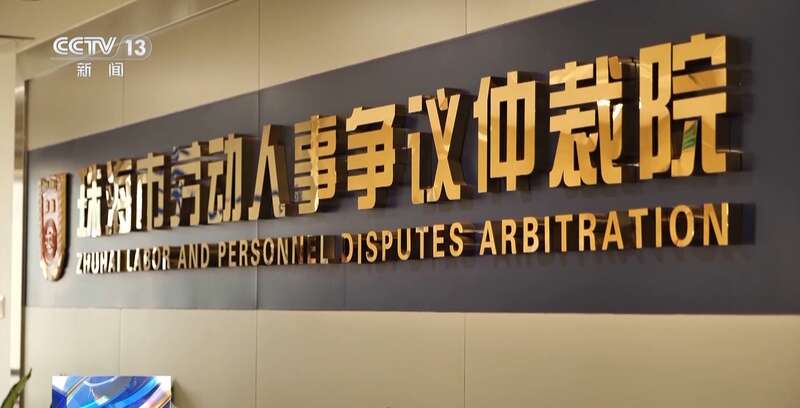 CCTV 13
新闻
珠海市劳动人事争议仲裁院
ZHUHAI LABOR AND PERSONNEL DISPUTES ARBITRATION